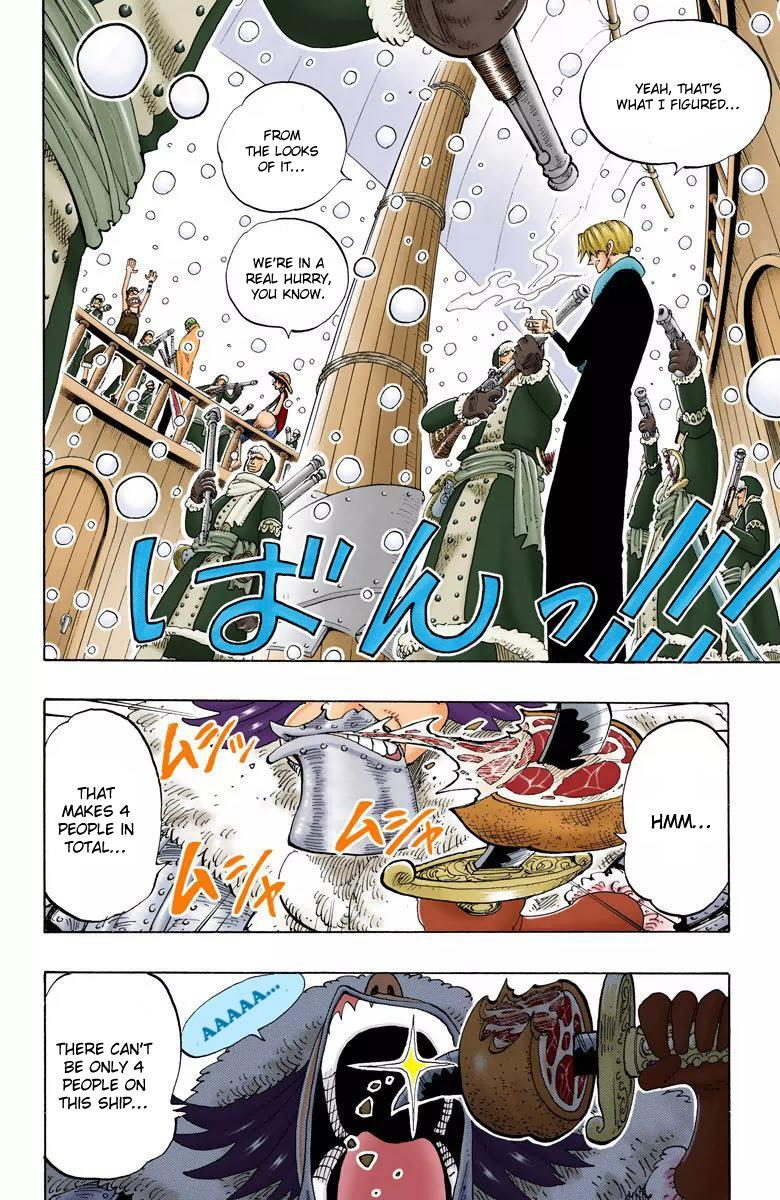 YEAH, THAT'S
WHAT I FIGURED...
FROM
THE LOOKS
OF IT...
WE'RE IN A
REAL HURRY,
YOU KNOW.
ばんっ!!!
HMM...
ムシッ
ムシャ
ムシャ
THAT
MAKES 4
PEOPLE IN
TOTAL...
AAAAA...
THERE CAN'T
BE ONLY 4
PEOPLE ON
THIS SHIP...